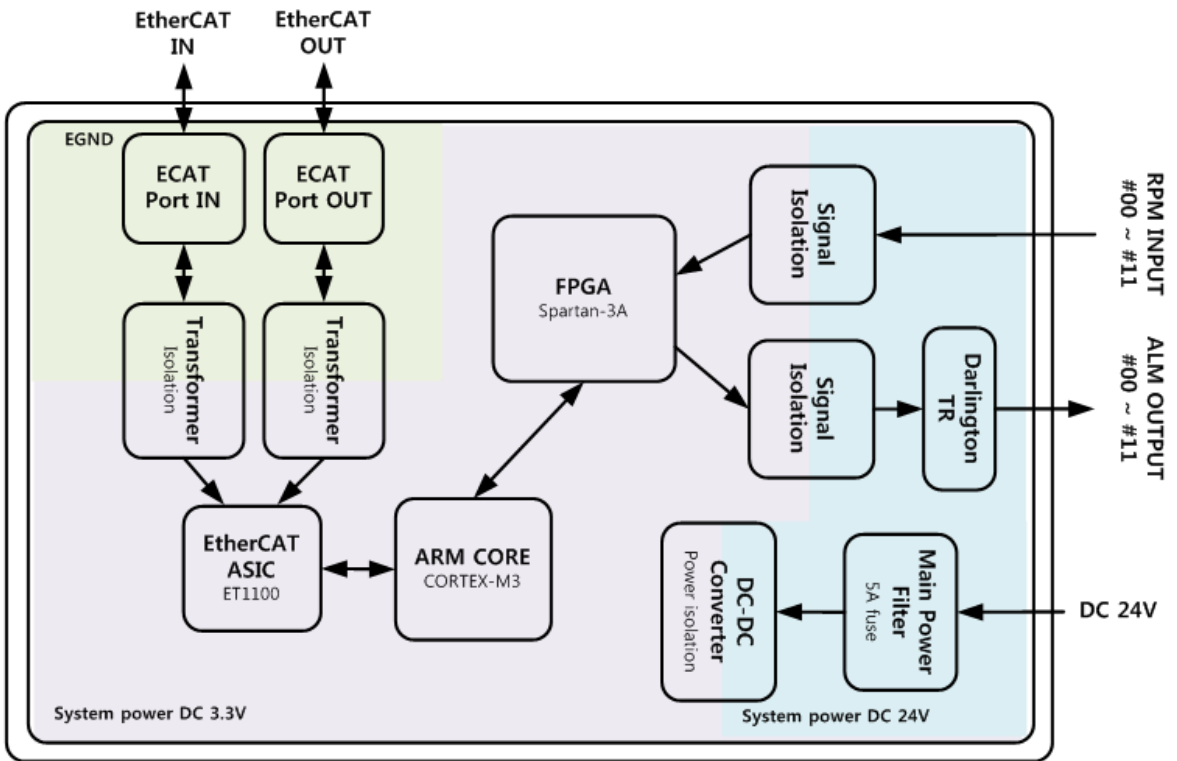 EtherCAT
IN
EtherCAT
OUT
EGND
ECAT
Port IN
ECAT
Port OUT
Transformer
Isolation
Transformer
Isolation
EtherCAT
ASIC
ET1100
ARM CORE
CORTEX-M3
FPGA
Spartan-3A
Signal
Isolation
RPM INPUT
#00 ~ #11
Signal
Isolation
Darlington
TR
ALM OUTPUT
#00 ~ #11
DC-DC
Converter
Power isolation
Main Power
Filter
5A fuse
DC 24V
System power DC 3.3V
System power DC 24V